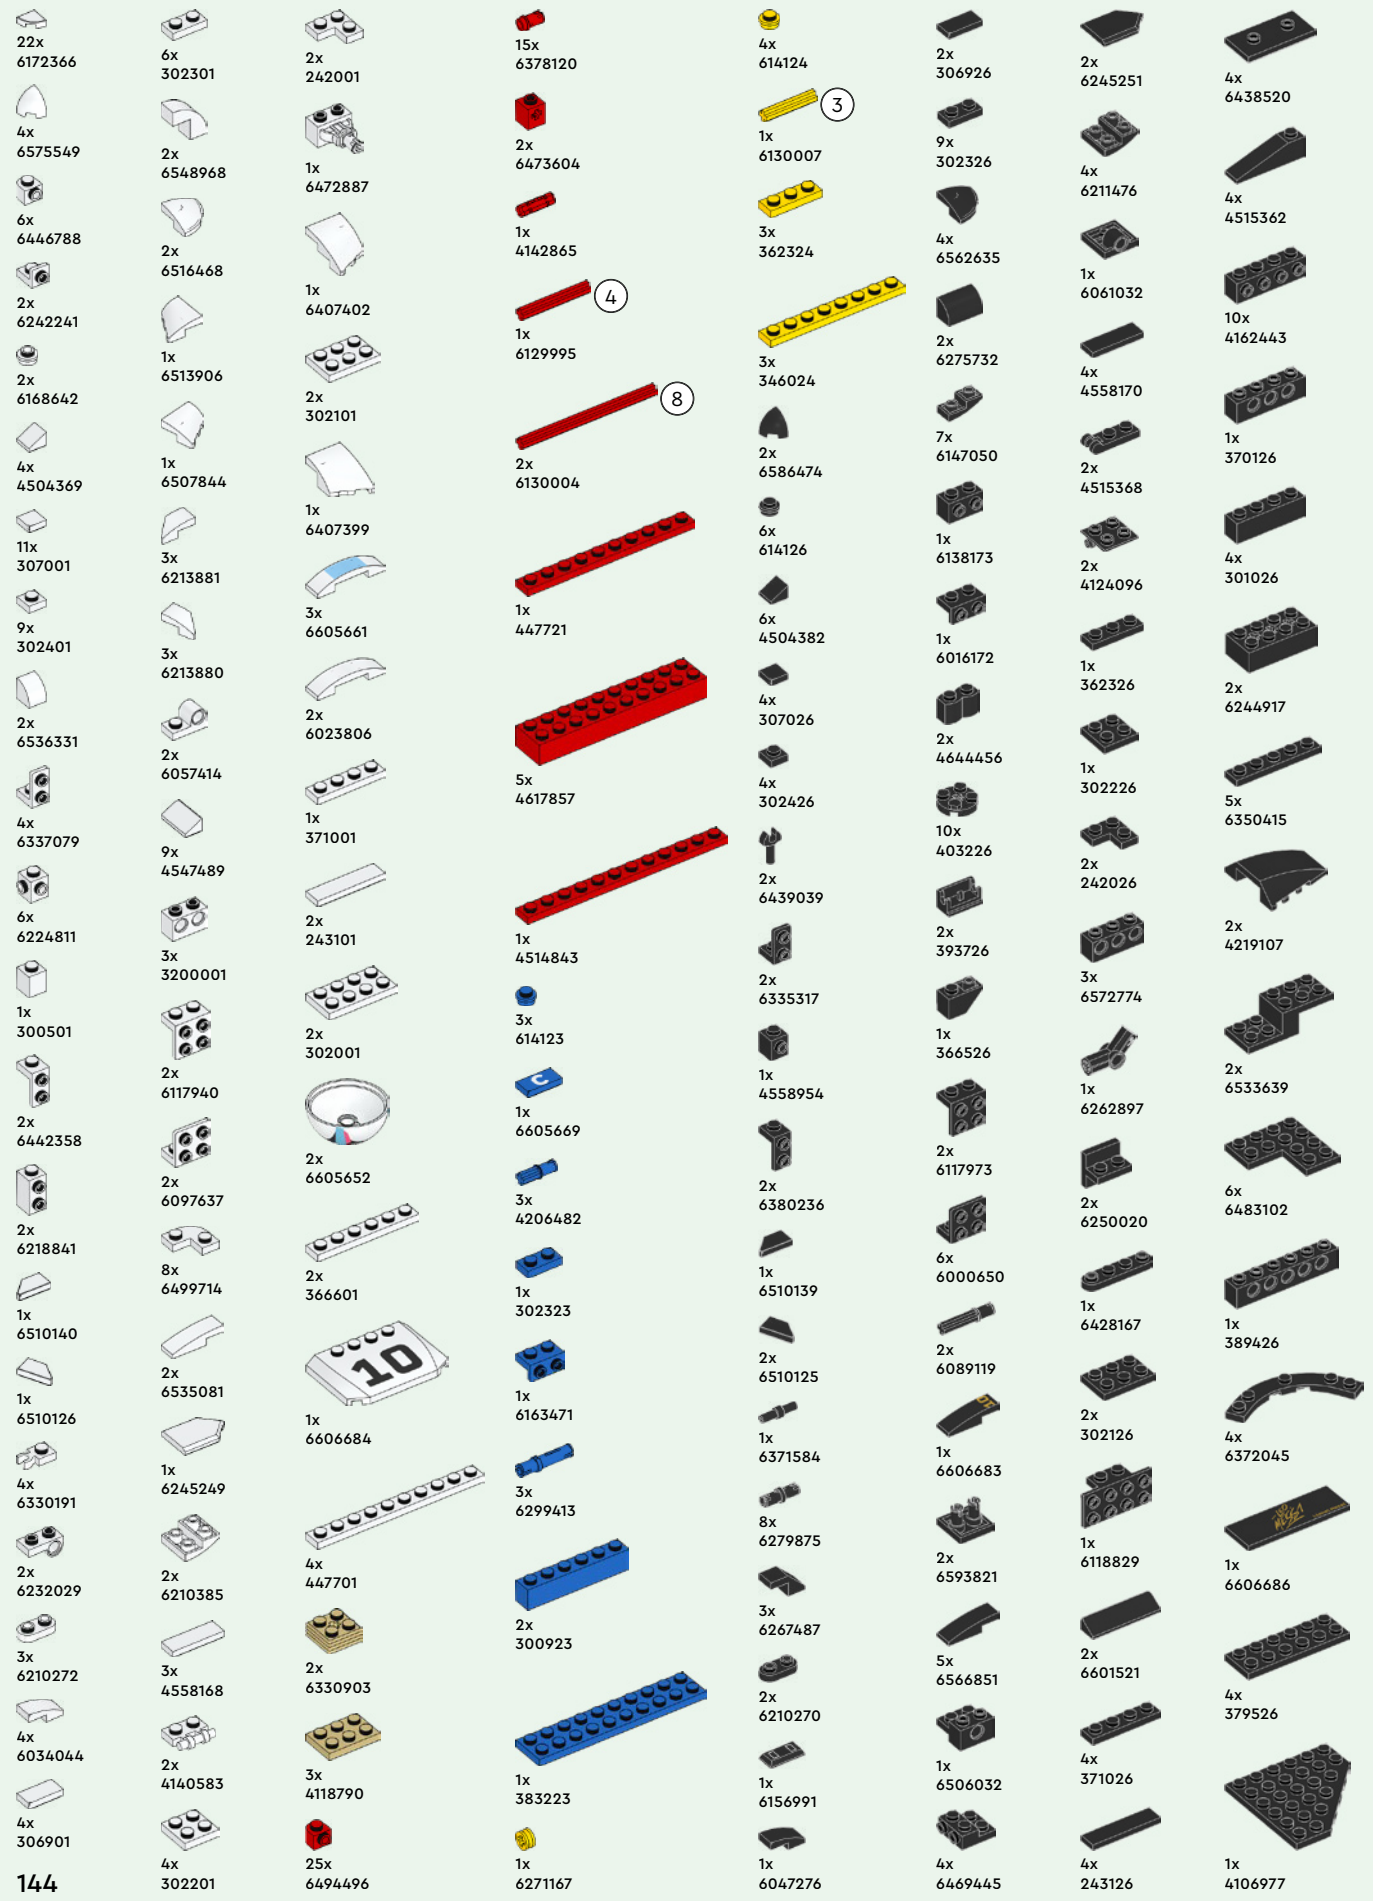 22x
6172366
4x
6575549
6x
6446788
2x
6242241
2x
6168642
4x
4504369
11x
307001
9x
302401
2x
6536331
4x
6337079
6x
6224811
1x
300501
2x
6442358
2x
6218841
1x
6510140
1x
6510126
4x
6330191
2x
6232029
3x
6210272
4x
6034044
4x
306901
144
6x
302301
2x
6548968
2x
6516468
1x
6513906
1x
6507844
3x
6213881
3x
6213880
2x
6057414
9x
4547489
3x
3200001
2x
6117940
2x
6097637
8x
6499714
2x
6535081
1x
6245249
2x
6210385
3x
4558168
2x
4140583
4x
302201
2x
242001
1x
6472887
1x
6407402
2x
302101
1x
6407399
3x
6605661
2x
6023806
1x
371001
2x
243101
2x
302001
2x
6605652
2x
366601
10
1x
6606684
4x
447701
2x
6330903
3x
4118790
25x
6494496
15x
6378120
2x
6473604
1x
4142865
4
1x
6129995
8
2x
6130004
1x
447721
5x
4617857
1x
4514843
3x
614123
C
1x
6605669
3x
4206482
1x
302323
1x
6163471
3x
6299413
2x
300923
1x
383223
1x
6271167
4x
614124
3
1x
6130007
3x
362324
3x
346024
2x
6586474
6x
614126
6x
4504382
4x
307026
4x
302426
2x
6439039
2x
6335317
1x
4558954
2x
6380236
1x
6510139
2x
6510125
1x
6371584
8x
6279875
3x
6267487
2x
6210270
1x
6156991
1x
6047276
2x
306926
9x
302326
4x
6562635
2x
6275732
7x
6147050
1x
6138173
1x
6016172
2x
4644456
10x
403226
2x
393726
1x
366526
2x
6117973
6x
6000650
2x
6089119
1x
6606683
2x
6593821
5x
6566851
1x
6506032
4x
6469445
2x
6245251
4x
6211476
1x
6061032
4x
4558170
2x
4515368
2x
4124096
1x
362326
1x
302226
2x
242026
3x
6572774
1x
6262897
2x
6250020
1x
6428167
2x
302126
1x
6118829
2x
6601521
4x
371026
4x
243126
4x
6438520
4x
4515362
10x
4162443
1x
370126
4x
301026
2x
6244917
5x
6350415
2x
4219107
2x
6533639
6x
6483102
1x
389426
4x
6372045
1x
6606686
4x
379526
1x
4106977